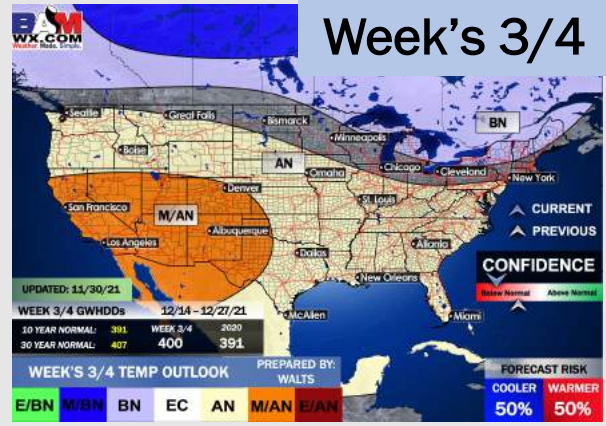 Week's 3/4
BAM
WX.COM
Weather. Made. Simple.
Seattle
Great Falls
Bismarck
Minneapolis
BN
Boise
AN
Omaha
Chicago
Cleveland
New York
Denver
St. Louis
San Francisco
M/AN
Albuquerque
Los Angeles
Atlanta
Dallas
New Orleans
McAllen
Miami
CURRENT
PREVIOUS
CONFIDENCE
Below Normal Above Normal
UPDATED: 11/30/21
WEEK 3/4 GWHDDs 12/14 - 12/27/21
10 YEAR NORMAL: 391 WEEK 3/4 2020
30 YEAR NORMAL: 407 400 391
WEEK'S 3/4 TEMP OUTLOOK
PREPARED BY:
WALTS
E/BN M/BN BN EC AN M/AN E/AN
FORECAST RISK
COOLER WARMER
50% 50%